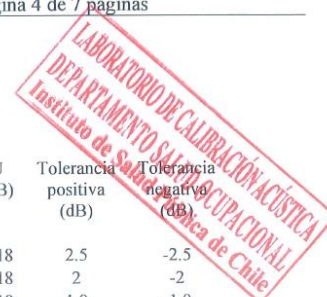 gina 4 de 7 páginas
LABORATORIO DE CALIBRACIÓN ACÚSTICA
DEPARTAMENTO SALUD OCUPACIONAL
Instituto de Salud Pública de Chile
Tolerancia Tolerancia
positiva negativa
(dB) (dB)
18 2.5 -2.5
18 2 -2